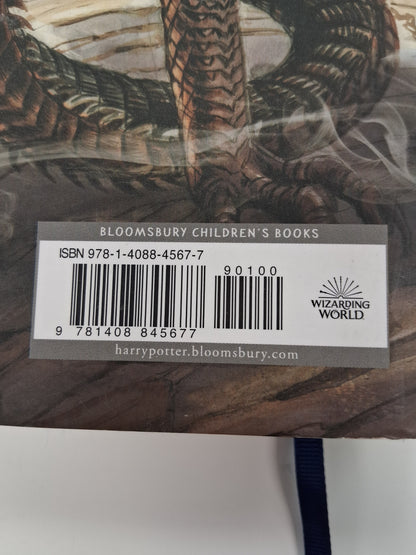 BLOOMSBURY CHILDREN'S BOOKS
ISBN 978-1-4088-4567-7
90100
9 781408 845677
WIZARDING
WORLD
harrypotter.bloomsbury.com